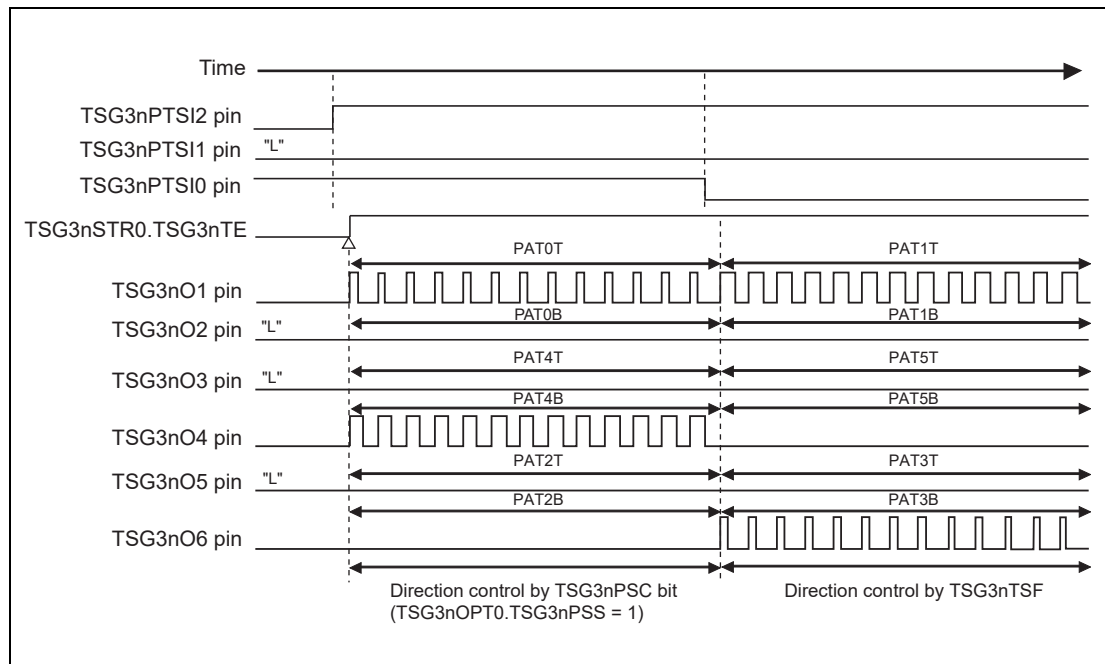 Time
TSG3nPTSI2 pin
TSG3nPTSI1 pin "L"
TSG3nPTSI0 pin
TSG3nSTR0.TSG3nTE
PAT0T PAT1T
TSG3nO1 pin
PAT0B PAT1B
TSG3nO2 pin "L"
PAT4T PAT5T
TSG3nO3 pin "L"
PAT4B PAT5B
TSG3nO4 pin
PAT2T PAT3T
TSG3nO5 pin "L"
PAT2B PAT3B
TSG3nO6 pin
Direction control by TSG3nPSC bit Direction control by TSG3nTSF
(TSG3nOPT0.TSG3nPSS = 1)